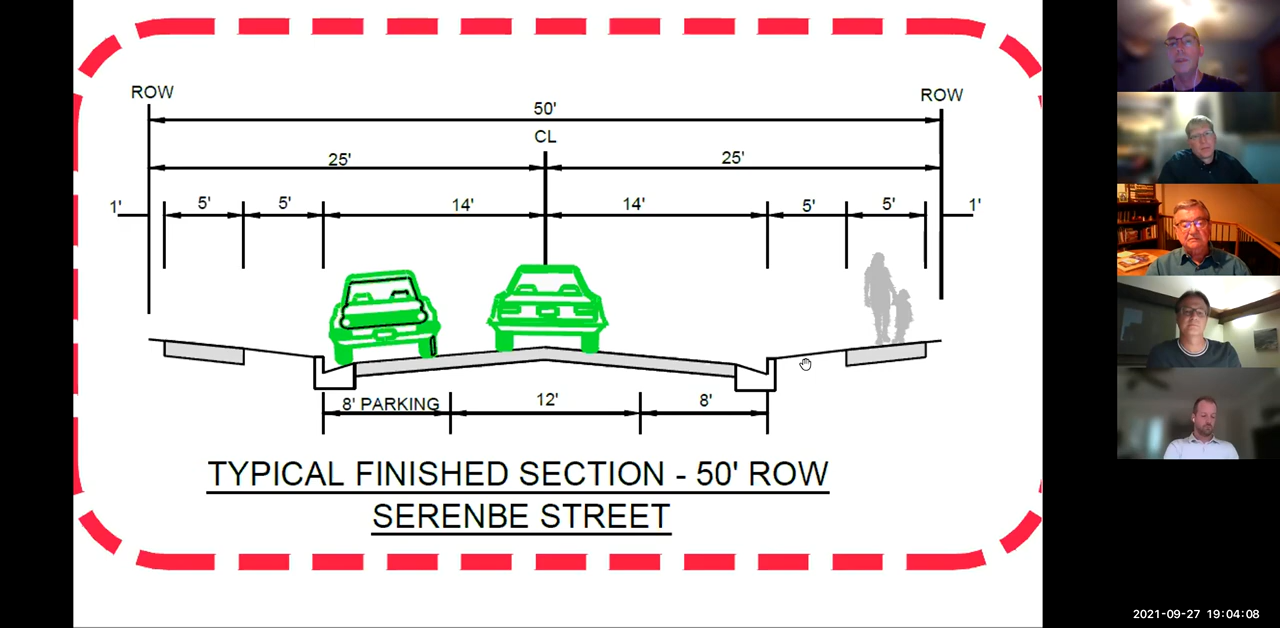 ROW
ROW
50'
CL
25'
25'
1'
5'
5'
14'
14'
5'
5'
1'
8' PARKING
12'
8'
TYPICAL FINISHED SECTION - 50' ROW
SERENBE STREET
2021-09-27 19:04:08